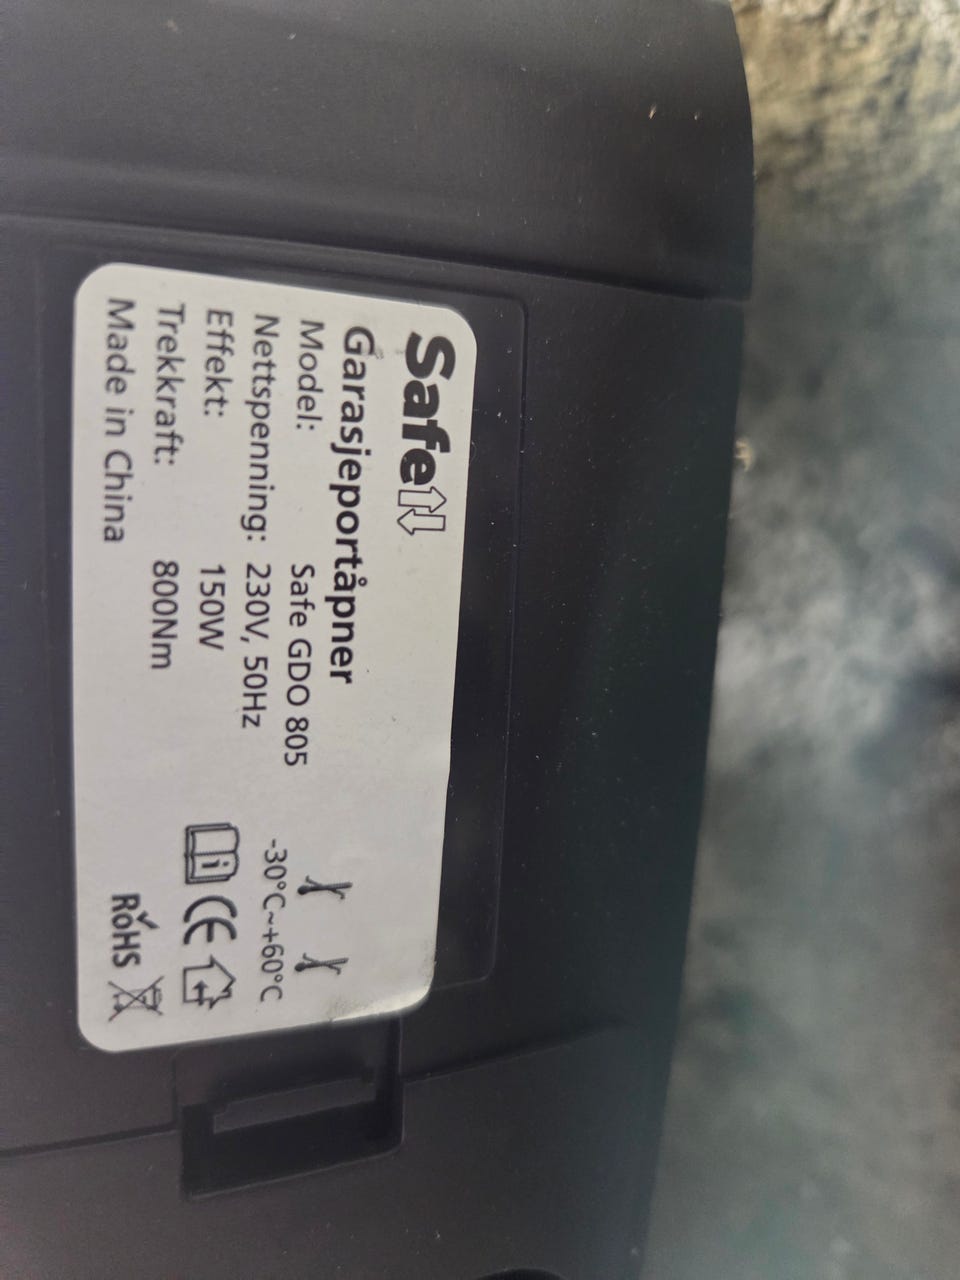 Safe
Garasjeportåpner
Model: Safe GDO 805
Nettspenning: 230V, 50Hz
Effekt: 150W
Trekkraft: 800Nm
Made in China
-30°C~+60°C
i CE
RoHS